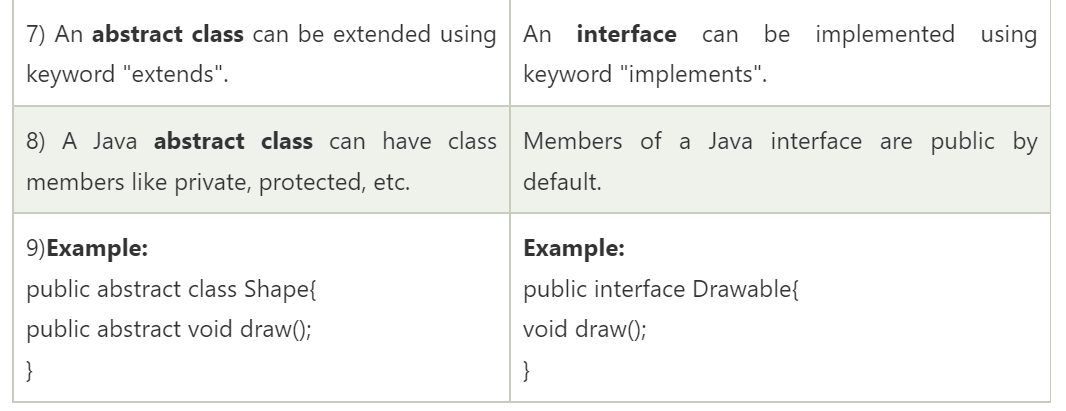 7) An abstract class can be extended using
keyword "extends".
An interface can be implemented using
keyword "implements".
8) A Java abstract class can have class
members like private, protected, etc.
Members of a Java interface are public by
default.
9)Example:
public abstract class Shape{
public abstract void draw();
}
Example:
public interface Drawable{
void draw();
}